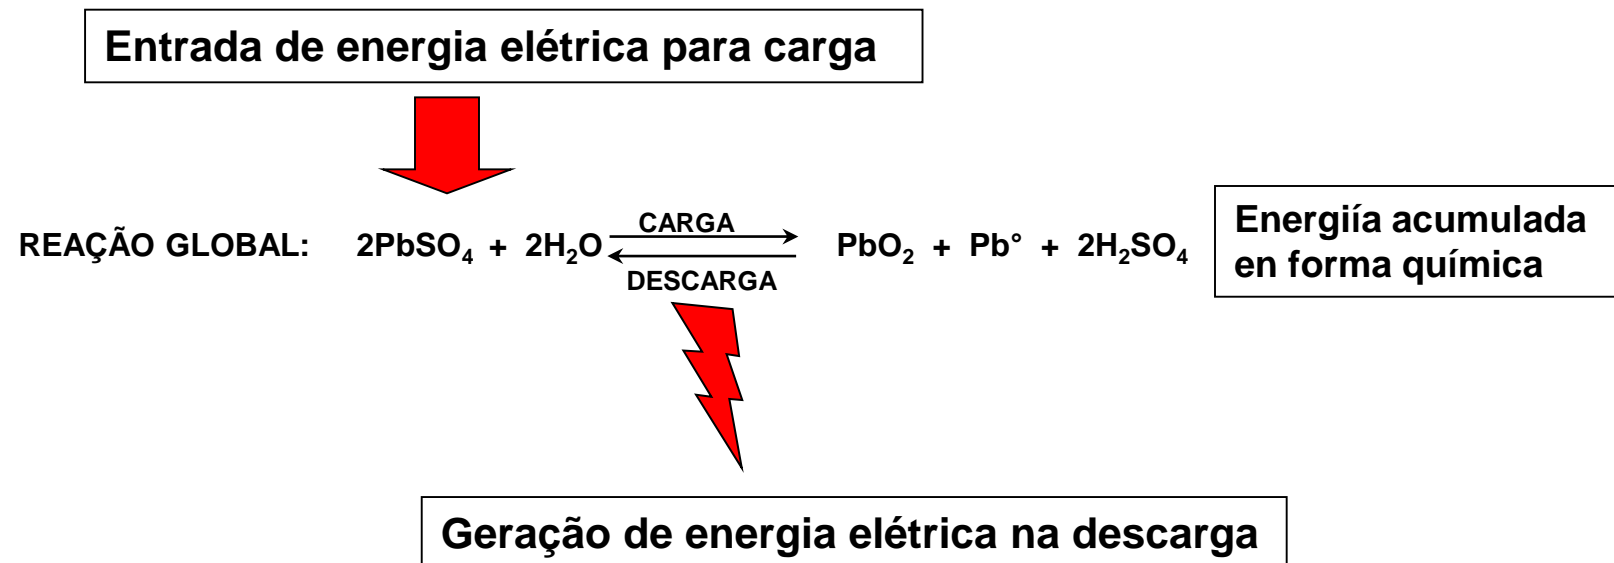 Entrada de energia elétrica para carga
REAÇÃO GLOBAL: 2PbSO₄ + 2H₂O CARGA PbO₂ + Pb° + 2H₂SO₄
DESCARGA
Energiía acumulada
en forma química
Geração de energia elétrica na descarga